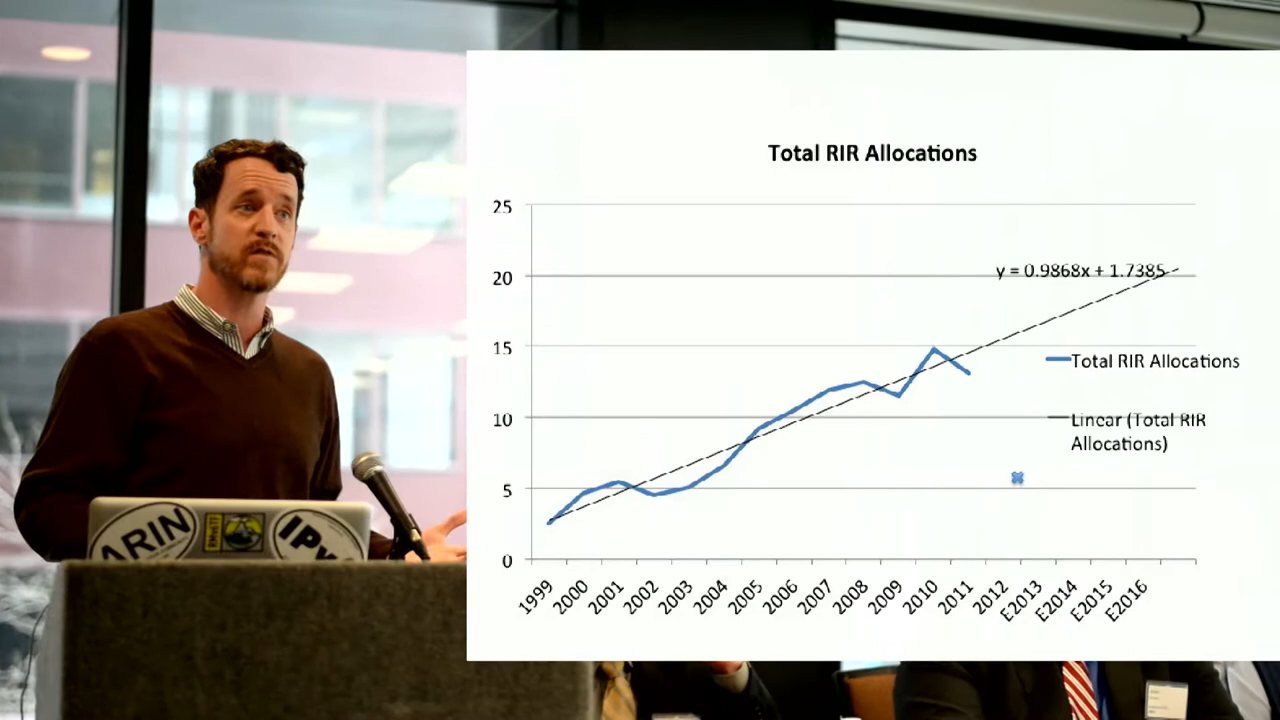 Total RIR Allocations
25
20
15
10
5
0
y = 0.9868x + 1.7385
Total RIR Allocations
Linear (Total RIR
Allocations)
1999 2000 2001 2002 2003 2004 2005 2006 2007 2008 2009 2010 2011 2012 E2013 E2014 E2015 E2016
ARIN
IPv